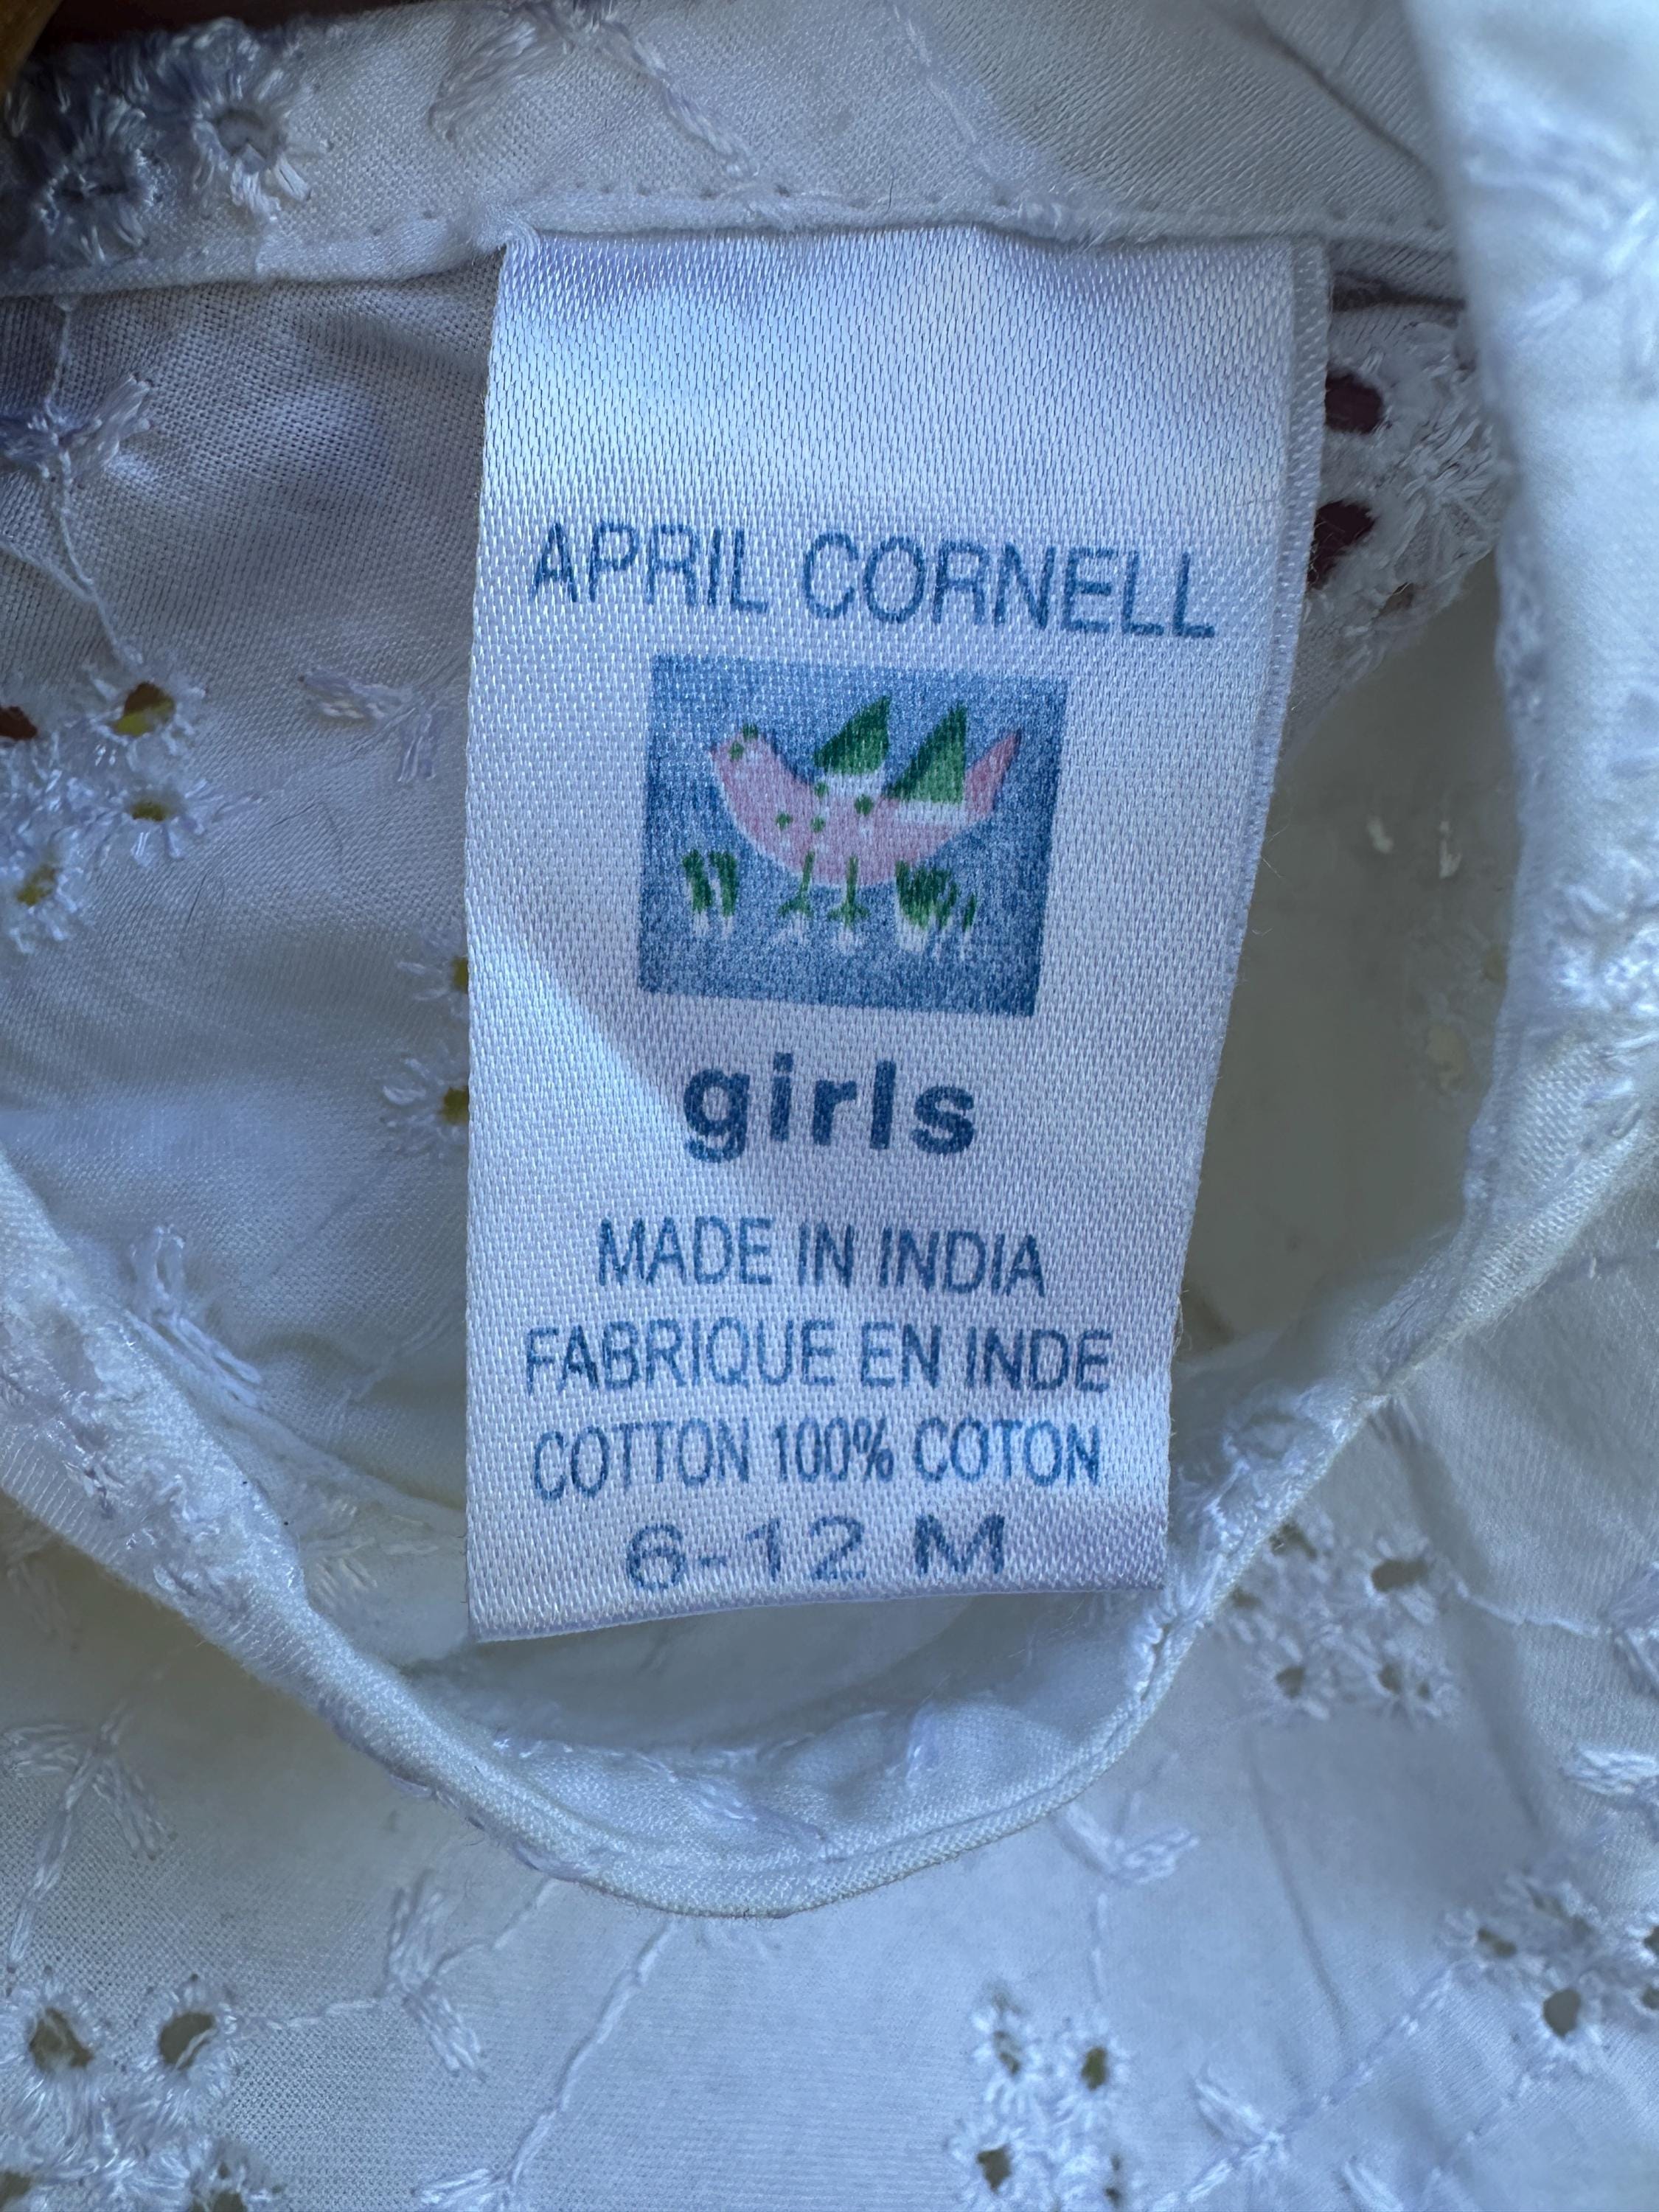 APRIL CORNELL
girls
MADE IN INDIA
FABRIQUE EN INDE
COTTON 100% COTON
6-12 M